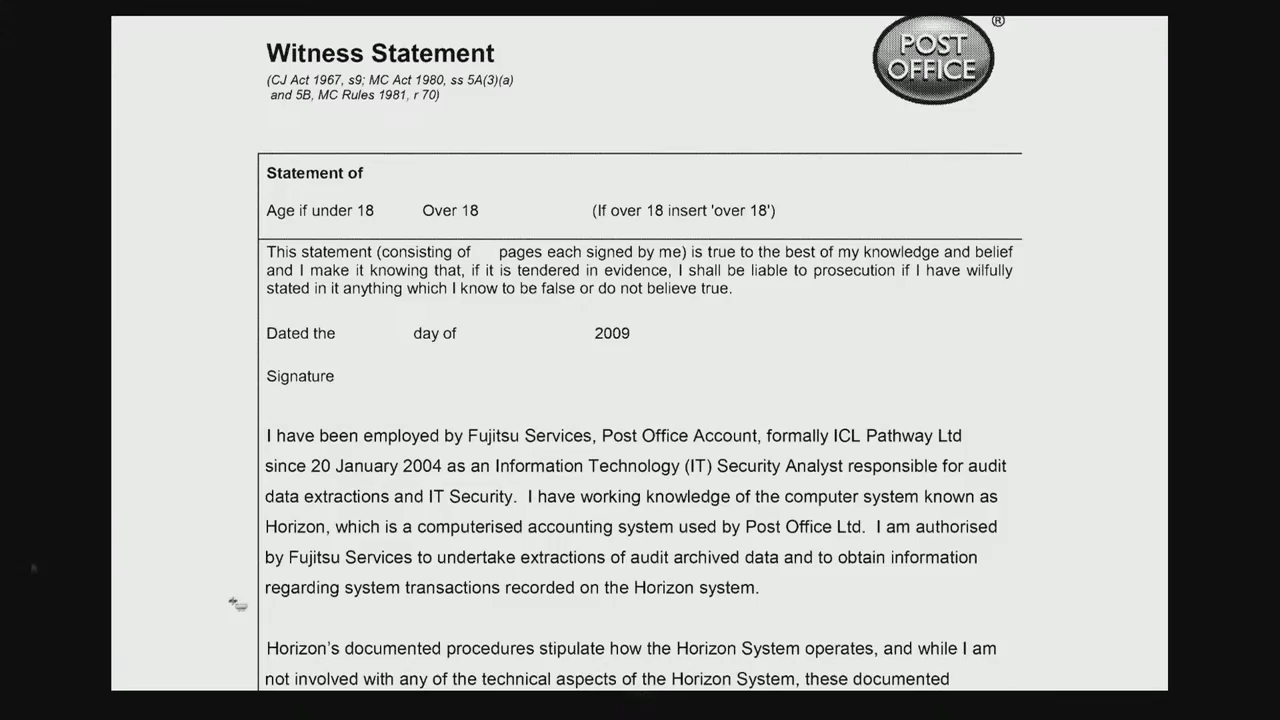 POST
OFFICE
®
Witness Statement
(CJ Act 1967, s9; MC Act 1980, ss 5A(3)(a)
and 5B, MC Rules 1981, r 70)
Statement of
Age if under 18 Over 18 (If over 18 insert 'over 18')
This statement (consisting of pages each signed by me) is true to the best of my knowledge and belief
and I make it knowing that, if it is tendered in evidence, I shall be liable to prosecution if I have wilfully
stated in it anything which I know to be false or do not believe true.
Dated the day of 2009
Signature
I have been employed by Fujitsu Services, Post Office Account, formally ICL Pathway Ltd
since 20 January 2004 as an Information Technology (IT) Security Analyst responsible for audit
data extractions and IT Security. I have working knowledge of the computer system known as
Horizon, which is a computerised accounting system used by Post Office Ltd. I am authorised
by Fujitsu Services to undertake extractions of audit archived data and to obtain information
regarding system transactions recorded on the Horizon system.
Horizon's documented procedures stipulate how the Horizon System operates, and while I am
not involved with any of the technical aspects of the Horizon System, these documented